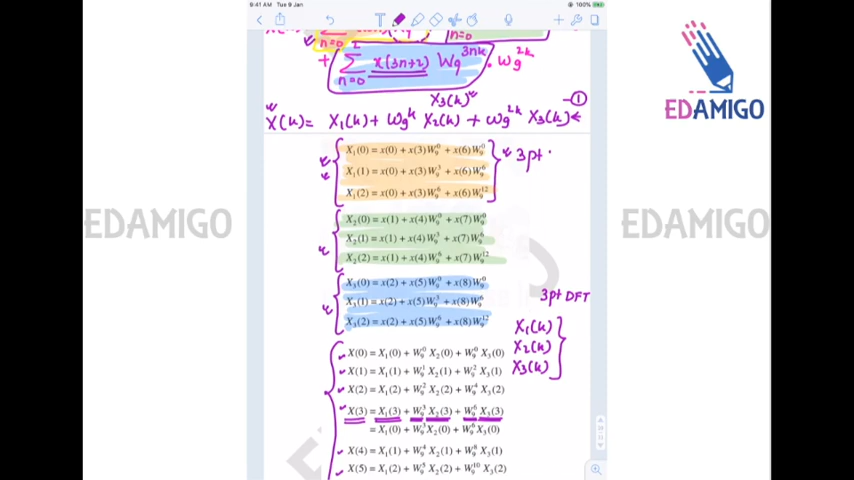 9:41 AM Tue 9 Jan
100%
n=0
n=0
+ 2 Σ n=0 x(3n+2) W₉^3nk · W₉^2k
X₃(k)
X(k) = X₁(k) + W₉^k X₂(k) + W₉^2k X₃(k) —①
X₁(0) = x(0) + x(3)W₉^0 + x(6)W₉^0
X₁(1) = x(0) + x(3)W₉^3 + x(6)W₉^6
X₁(2) = x(0) + x(3)W₉^6 + x(6)W₉^12
3pt
X₂(0) = x(1) + x(4)W₉^0 + x(7)W₉^0
X₂(1) = x(1) + x(4)W₉^3 + x(7)W₉^6
X₂(2) = x(1) + x(4)W₉^6 + x(7)W₉^12
X₃(0) = x(2) + x(5)W₉^0 + x(8)W₉^0
X₃(1) = x(2) + x(5)W₉^3 + x(8)W₉^6
X₃(2) = x(2) + x(5)W₉^6 + x(8)W₉^12
3pt DFT
X₁(k)
X₂(k)
X₃(k)
X(0) = X₁(0) + W₉^0 X₂(0) + W₉^0 X₃(0)
X(1) = X₁(1) + W₉^1 X₂(1) + W₉^2 X₃(1)
X(2) = X₁(2) + W₉^2 X₂(2) + W₉^4 X₃(2)
X(3) = X₁(3) + W₉^3 X₂(3) + W₉^6 X₃(3)
= X₁(0) + W₉^3 X₂(0) + W₉^6 X₃(0)
X(4) = X₁(1) + W₉^4 X₂(1) + W₉^8 X₃(1)
X(5) = X₁(2) + W₉^5 X₂(2) + W₉^10 X₃(2)
EDAMIGO
EDAMIGO
EDAMIGO